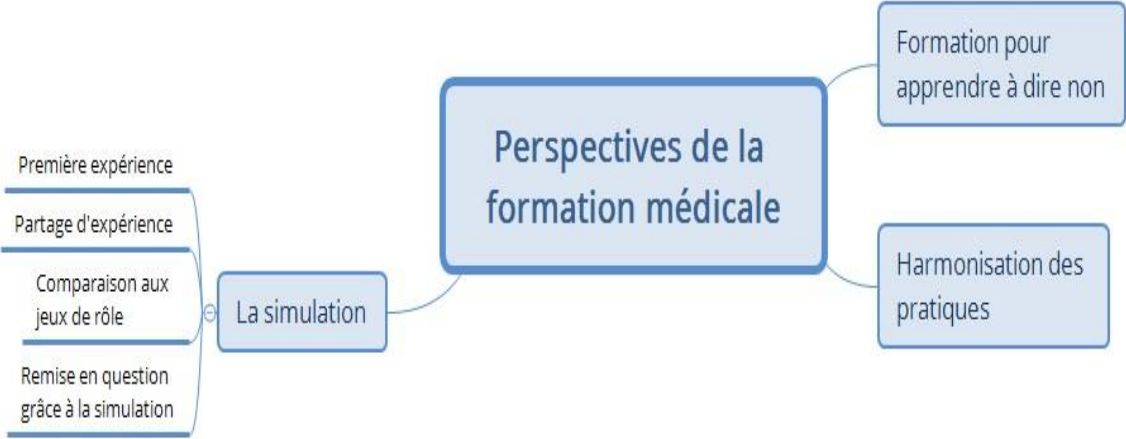 Perspectives de la
formation médicale
Formation pour
apprendre à dire non
Harmonisation des
pratiques
La simulation
Première expérience
Partage d'expérience
Comparaison aux
jeux de rôle
Remise en question
grâce à la simulation